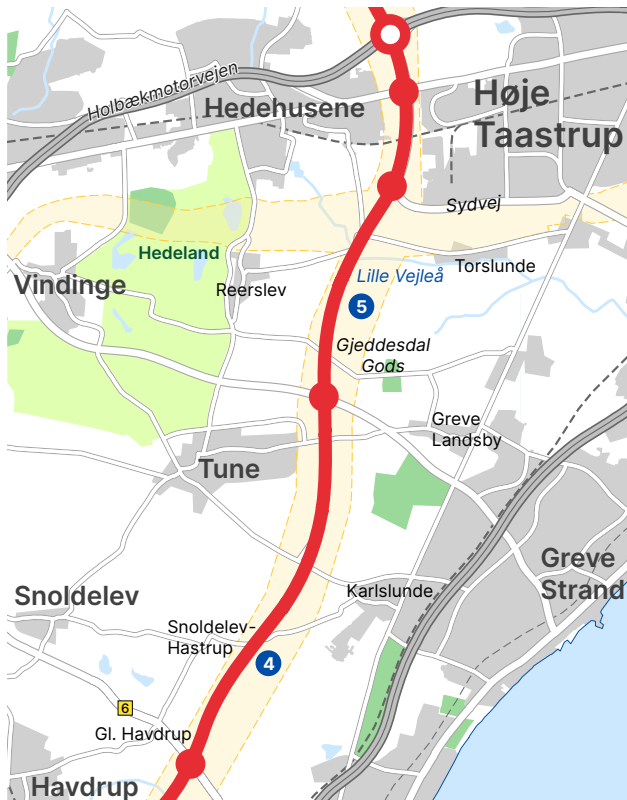 Holbækmotorvejen
Hedehusene
Høje
Taastrup
Sydvej
Hedeland
Torslunde
Lille Vejleå
Vindinge
Reerslev
5
Gjeddesdal
Gods
Greve
Landsby
Tune
Greve
Strand
Snoldelev
Karlslunde
Snoldelev-
Hastrup
4
6
Gl. Havdrup
Havdrup